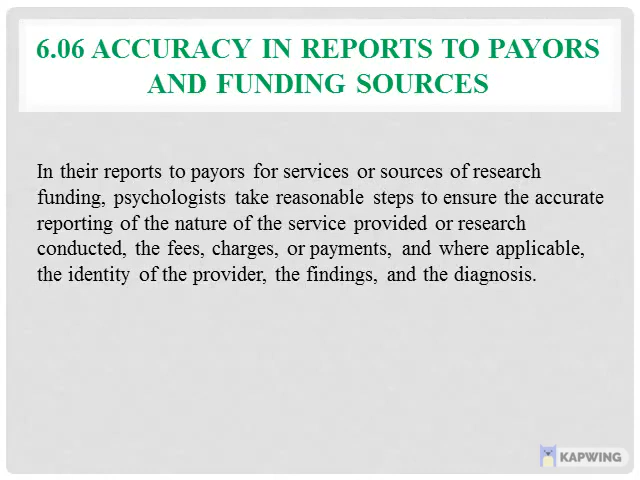 6.06 ACCURACY IN REPORTS TO PAYORS
AND FUNDING SOURCES
In their reports to payors for services or sources of research
funding, psychologists take reasonable steps to ensure the accurate
reporting of the nature of the service provided or research
conducted, the fees, charges, or payments, and where applicable,
the identity of the provider, the findings, and the diagnosis.
KAPWING